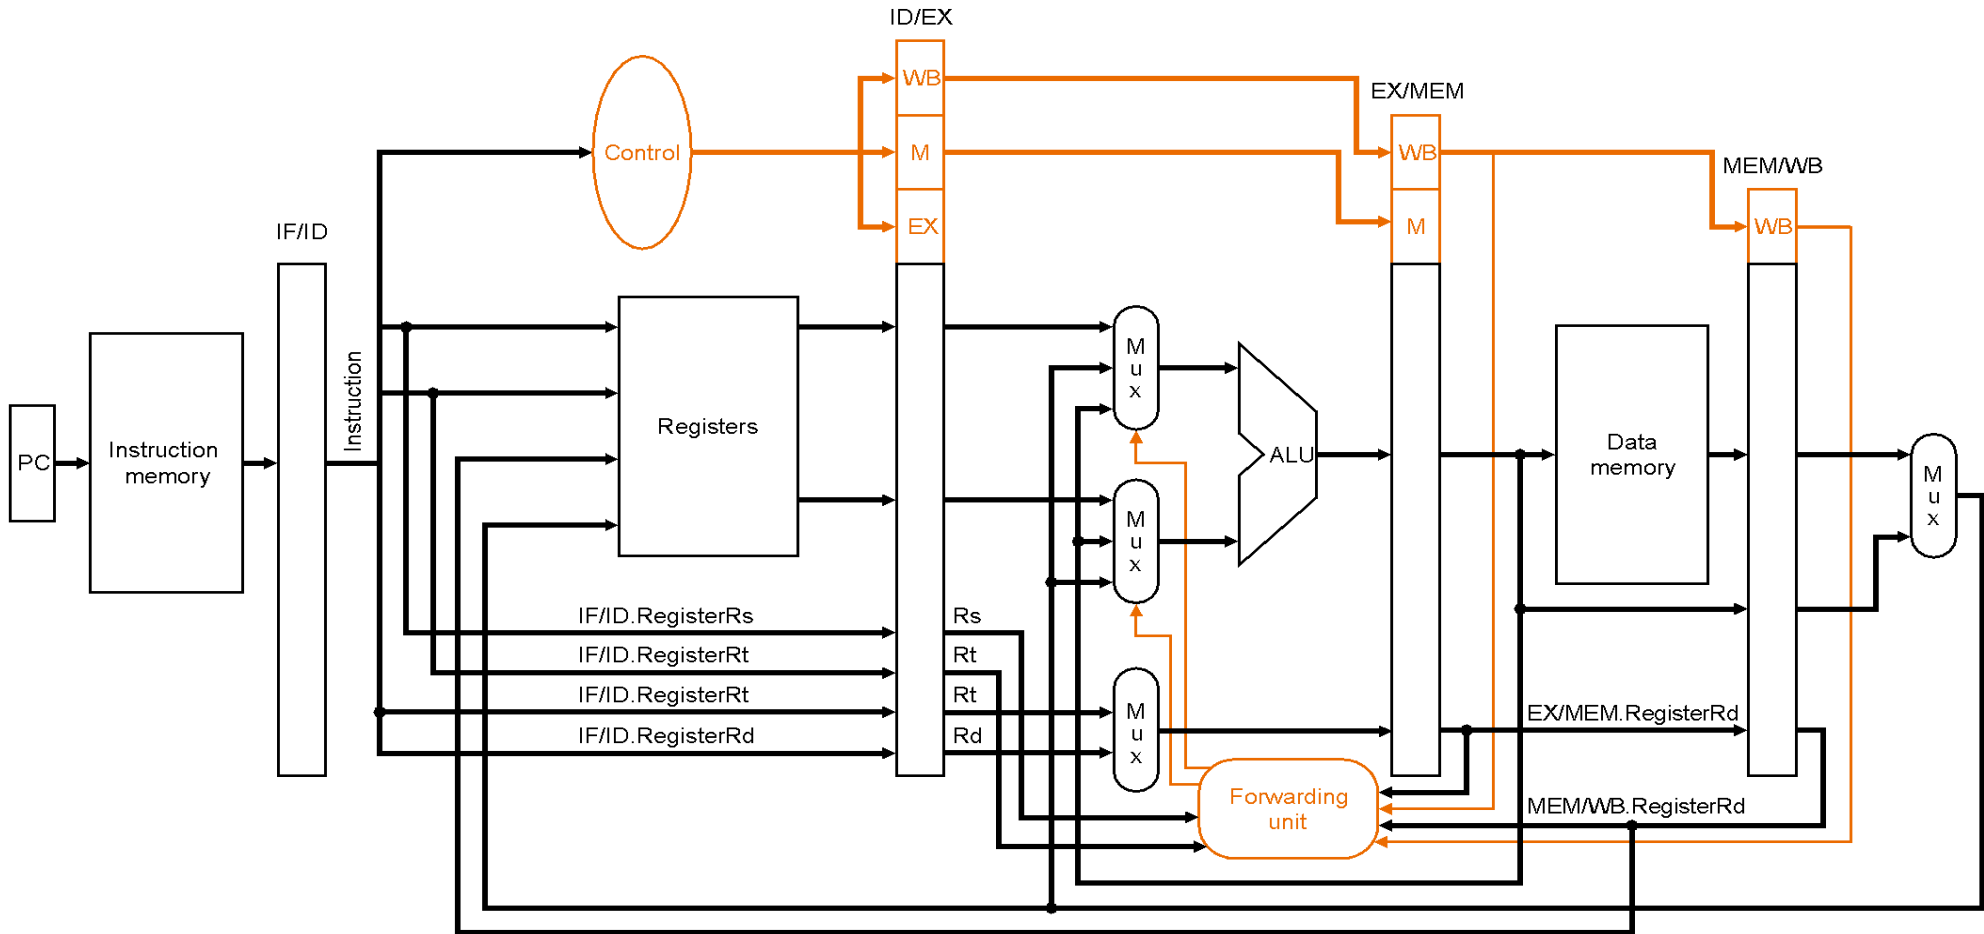 ID/EX
WB
EX/MEM
Control
M
WB
MEM/WB
EX
M
WB
IF/ID
Instruction
PC
Instruction
memory
Registers
M
u
x
M
u
x
ALU
Data
memory
M
u
x
IF/ID.RegisterRs
Rs
IF/ID.RegisterRt
Rt
IF/ID.RegisterRt
Rt
IF/ID.RegisterRd
Rd
M
u
x
EX/MEM.RegisterRd
Forwarding
unit
MEM/WB.RegisterRd